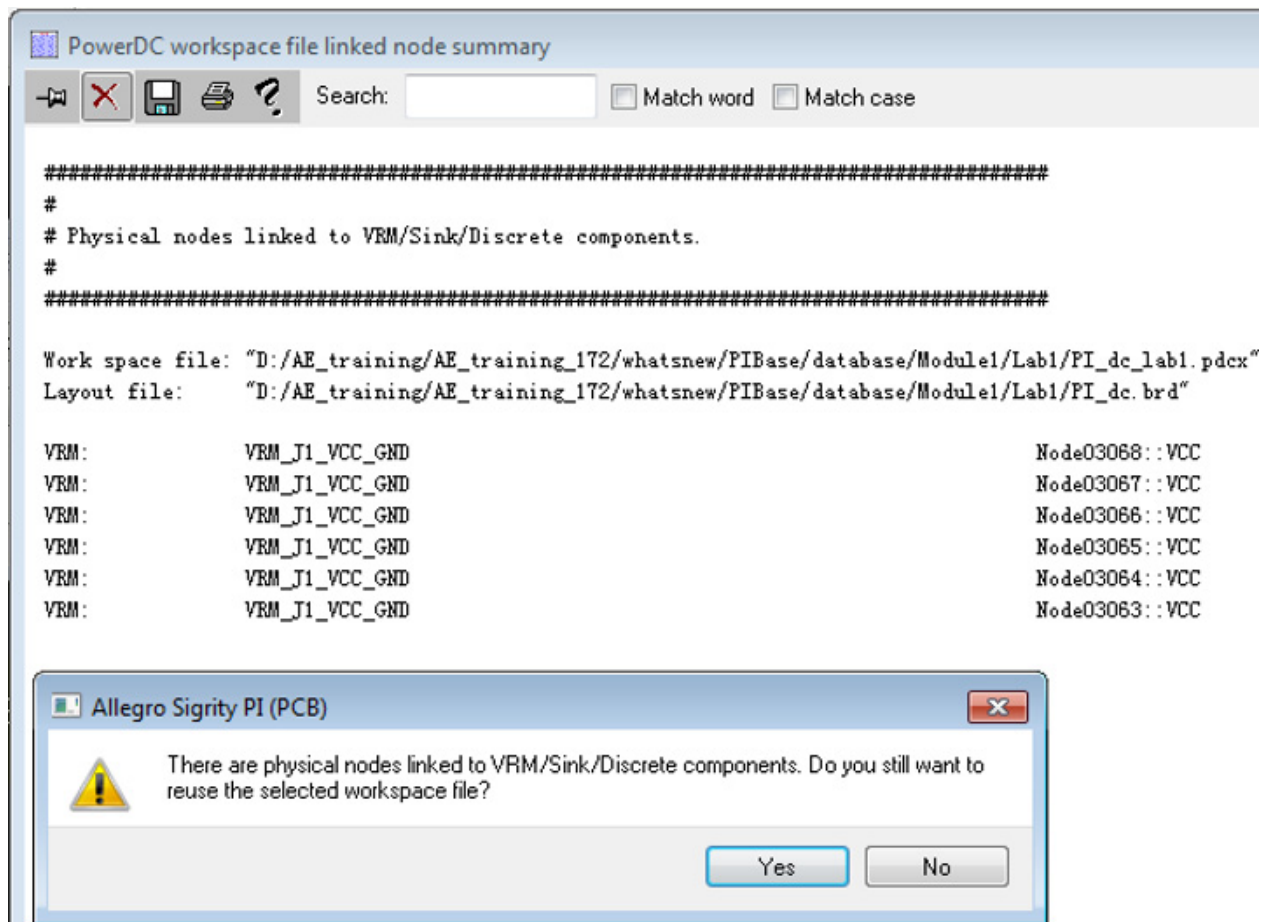 PowerDC workspace file linked node summary
Search: Match word Match case
################################################################################
#
# Physical nodes linked to VRM/Sink/Discrete components.
#
################################################################################
Work space file: "D:/AE_training/AE_training_172/whatsnew/PIBase/database/Module1/Lab1/PI_dc_lab1.pdcx"
Layout file: "D:/AE_training/AE_training_172/whatsnew/PIBase/database/Module1/Lab1/PI_dc.brd"
VRM: VRM_J1_VCC_GND Node03068::VCC
VRM: VRM_J1_VCC_GND Node03067::VCC
VRM: VRM_J1_VCC_GND Node03066::VCC
VRM: VRM_J1_VCC_GND Node03065::VCC
VRM: VRM_J1_VCC_GND Node03064::VCC
VRM: VRM_J1_VCC_GND Node03063::VCC
Allegro Sigrity PI (PCB)
There are physical nodes linked to VRM/Sink/Discrete components. Do you still want to
reuse the selected workspace file?
Yes No